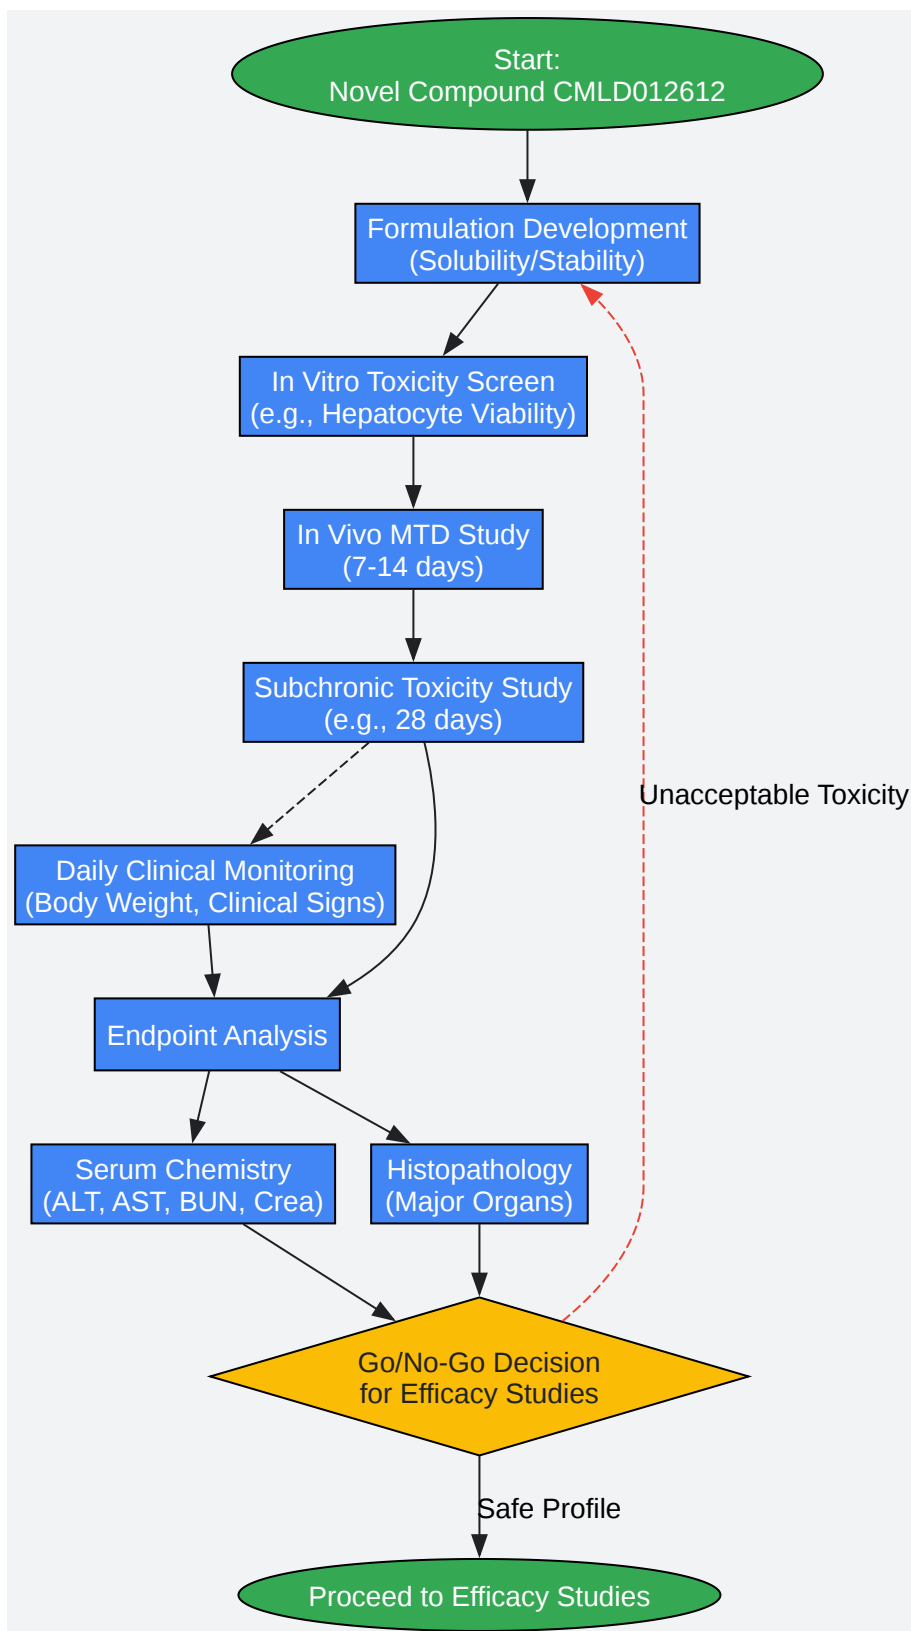 Start:
Novel Compound CMLD012612
Formulation Development
(Solubility/Stability)
In Vitro Toxicity Screen
(e.g., Hepatocyte Viability)
In Vivo MTD Study
(7-14 days)
Subchronic Toxicity Study
(e.g., 28 days)
Unacceptable Toxicity
Daily Clinical Monitoring
(Body Weight, Clinical Signs)
Endpoint Analysis
Serum Chemistry
(ALT, AST, BUN, Crea)
Histopathology
(Major Organs)
Go/No-Go Decision
for Efficacy Studies
Safe Profile
Proceed to Efficacy Studies